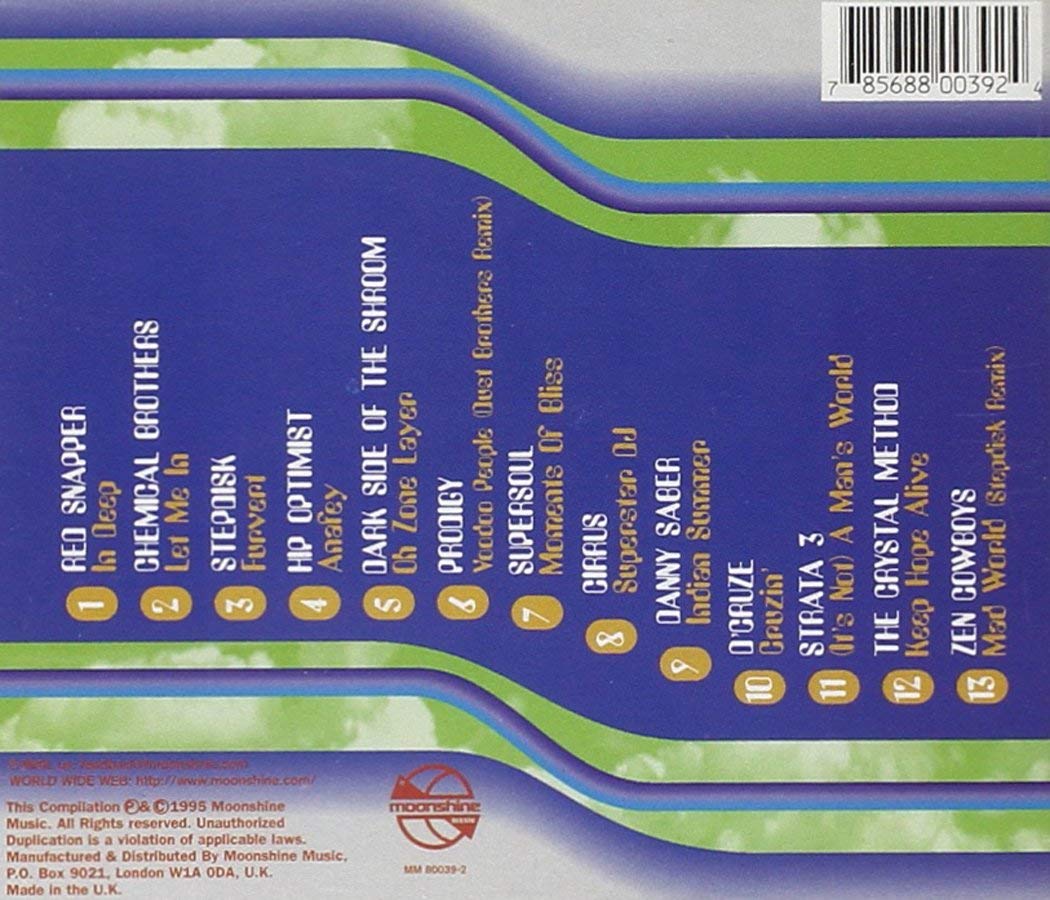 7 85688 00392 4
1 RED SNAPPER
In Deep
2 CHEMICAL BROTHERS
Let Me In
3 STEPDISK
Furvert
4 HIP OPTIMIST
Anafey
5 DARK SIDE OF THE SHROOM
Oh Zone Layer
6 PRODIGY
Voodoo People (Dust Brothers Remix)
7 SUPERSOUL
Moments Of Bliss
8 CIRRUS
Superstar DJ
9 DANNY SABER
Indian Summer
10 D'CRUZE
Cruzin'
11 STRATA 3
(It's Not) A Man's World
12 THE CRYSTAL METHOD
Keep Hope Alive
13 ZEN COWBOYS
Mad World (Stepdisk Remix)
WORLD WIDE WEB: http://www.moonshine.com/
This Compilation Ⓟ& ©1995 Moonshine
Music. All Rights reserved. Unauthorized
Duplication is a violation of applicable laws.
Manufactured & Distributed By Moonshine Music,
P.O. Box 9021, London W1A 0DA, U.K.
Made in the U.K.
moonshine
MUSIC
MM 80039-2